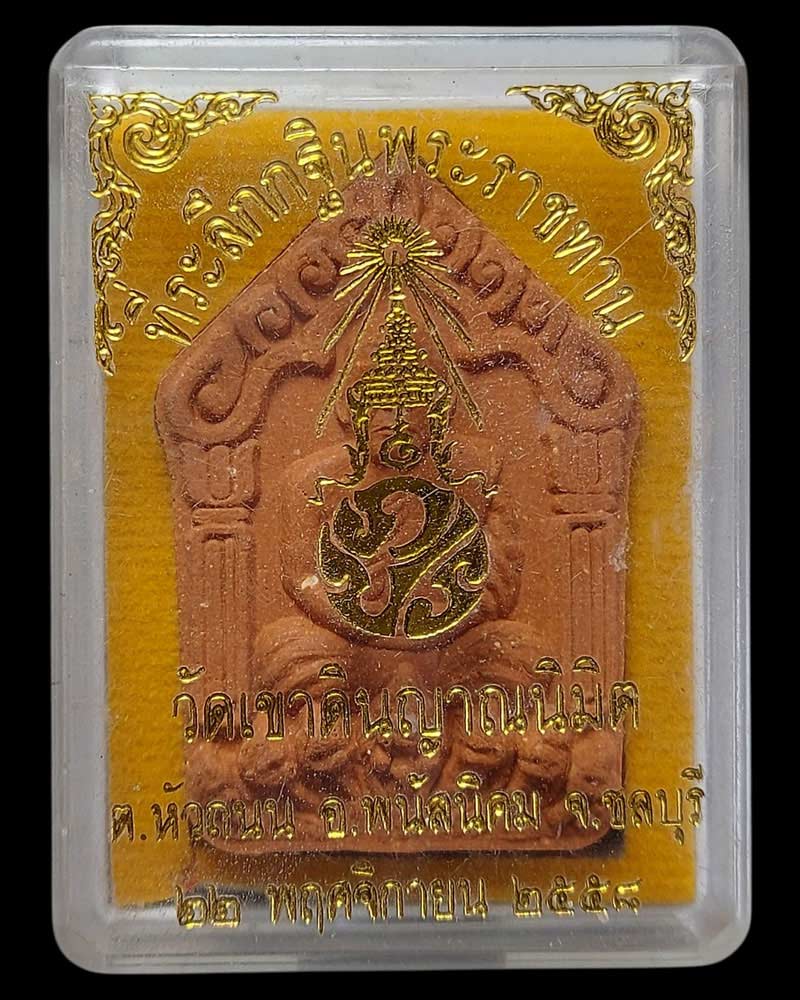 ที่ระลึกกฐินพระราชทาน
วัดเขาดินญาณนิมิต
ต.หัวถนน อ.พนัสนิคม จ.ชลบุรี
๒๒ พฤศจิกายน ๒๕๕๘